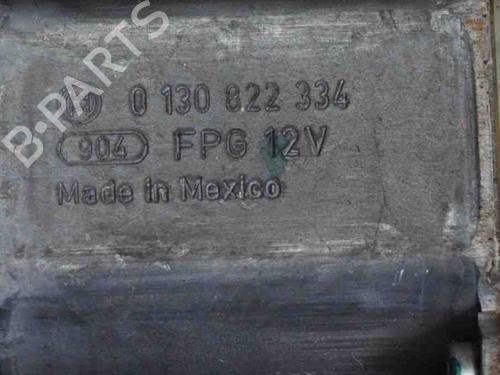 B-PARTS
0 130 822 334
904 FPG 12V
Made in Mexico